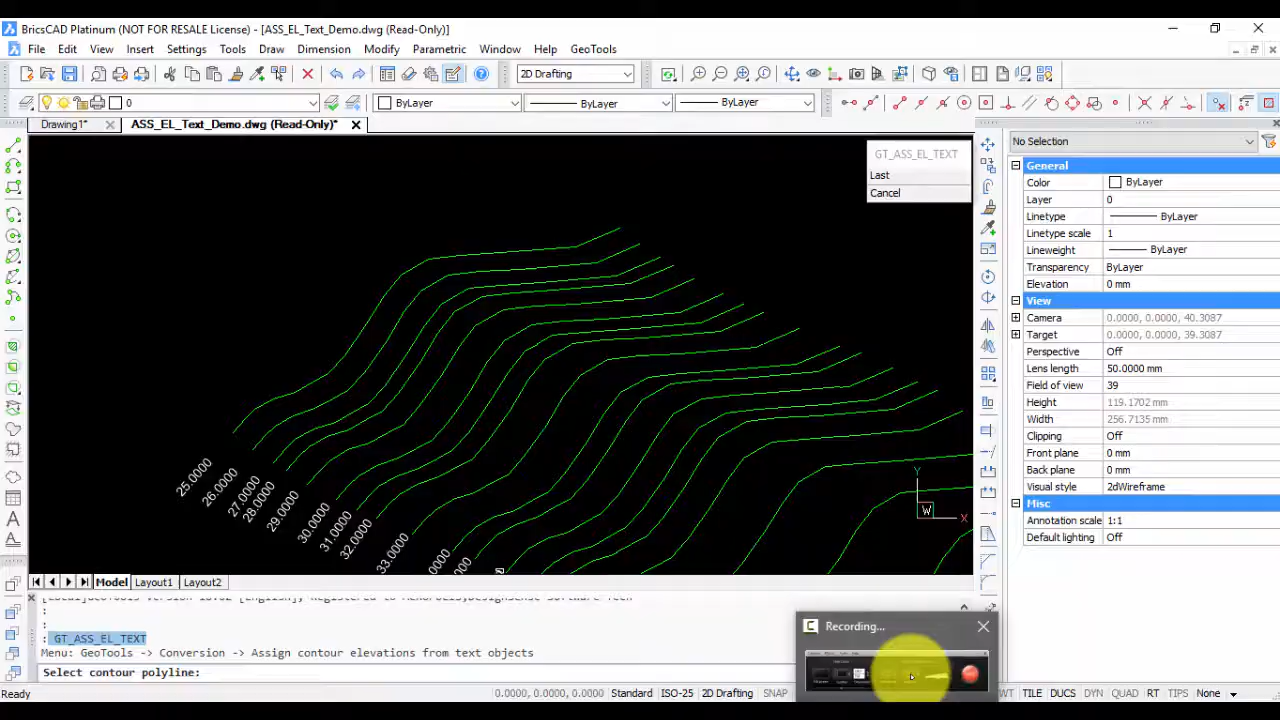 BricsCAD Platinum (NOT FOR RESALE License) - [ASS_EL_Text_Demo.dwg (Read-Only)]
File Edit View Insert Settings Tools Draw Dimension Modify Parametric Window Help GeoTools
2D Drafting
0 ByLayer ByLayer ByLayer
Drawing1* ASS_EL_Text_Demo.dwg (Read-Only)*
GT_ASS_EL_TEXT
Last
Cancel
25.0000
26.0000
27.0000
28.0000
29.0000
30.0000
31.0000
32.0000
33.0000
0000
000
Y
W
X
No Selection
General
Color ByLayer
Layer 0
Linetype ByLayer
Linetype scale 1
Lineweight ByLayer
Transparency ByLayer
Elevation 0 mm
View
Camera 0.0000, 0.0000, 40.3087
Target 0.0000, 0.0000, 39.3087
Perspective Off
Lens length 50.0000 mm
Field of view 39
Height 119.1702 mm
Width 256.7135 mm
Clipping Off
Front plane 0 mm
Back plane 0 mm
Visual style 2dWireframe
Misc
Annotation scale 1:1
Default lighting Off
Model Layout1 Layout2
:
:
: GT_ASS_EL_TEXT
Menu: GeoTools -> Conversion -> Assign contour elevations from text objects
Select contour polyline:
Recording...
Ready 0.0000, 0.0000, 0.0000 Standard ISO-25 2D Drafting SNAP TILE DUCS DYN QUAD RT TIPS None